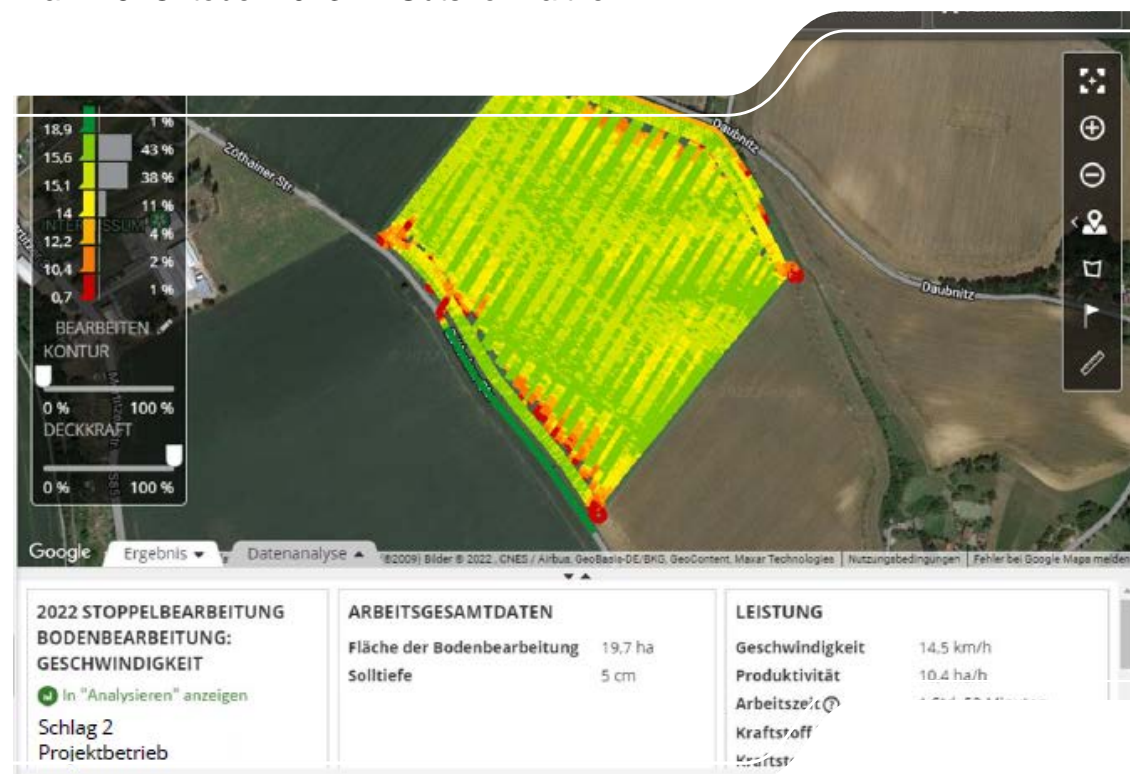 18,9
1 %
15,6
43 %
15,1
38 %
14
11 %
12,2
4 %
10,4
2 %
0,7
1 %
BEARBEITEN
KONTUR
0 % 100 %
DECKKRAFT
0 % 100 %
Zöthainer Str.
Daubnitz
Daubnitz
Google
Ergebnis
Datenanalyse
©2009) Bilder © 2022, CNES / Airbus, GeoBasis-DE/BKG, GeoContent, Maxar Technologies
Nutzungsbedingungen
Fehler bei Google Maps melden
2022 STOPPELBEARBEITUNG
BODENBEARBEITUNG:
GESCHWINDIGKEIT
In "Analysieren" anzeigen
Schlag 2
Projektbetrieb
ARBEITSGESAMTDATEN
Fläche der Bodenbearbeitung 19,7 ha
Solltiefe 5 cm
LEISTUNG
Geschwindigkeit 14,5 km/h
Produktivität 10,4 ha/h
Arbeitszeit
Kraftstoff